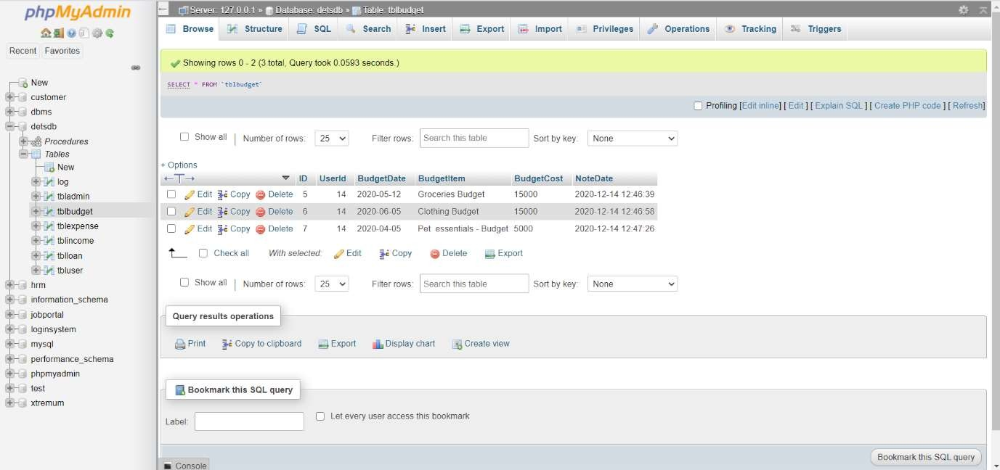 phpMyAdmin
Recent Favorites
New
customer
dbms
detsdb
Procedures
Tables
New
log
tbladmin
tblbudget
tblexpense
tblincome
tblloan
tbluser
hrm
information_schema
jobportal
loginsystem
mysql
performance_schema
phpmyadmin
test
xtremum
Server: 127.0.0.1 » Database: detsdb » Table: tblbudget
Browse Structure SQL Search Insert Export Import Privileges Operations Tracking Triggers
Showing rows 0 - 2 (3 total, Query took 0.0593 seconds.)
SELECT * FROM `tblbudget`
Profiling [Edit inline] [ Edit ] [ Explain SQL ] [ Create PHP code ] [ Refresh]
Show all | Number of rows: 25 Filter rows: Search this table Sort by key: None
+ Options
←T→ ID UserId BudgetDate BudgetItem BudgetCost NoteDate
Edit Copy Delete 5 14 2020-05-12 Groceries Budget 15000 2020-12-14 12:46:39
Edit Copy Delete 6 14 2020-06-05 Clothing Budget 15000 2020-12-14 12:46:58
Edit Copy Delete 7 14 2020-04-05 Pet essentials - Budget 5000 2020-12-14 12:47:26
Check all With selected: Edit Copy Delete Export
Show all | Number of rows: 25 Filter rows: Search this table Sort by key: None
Query results operations
Print Copy to clipboard Export Display chart Create view
Bookmark this SQL query
Label: Let every user access this bookmark
Bookmark this SQL query
Console